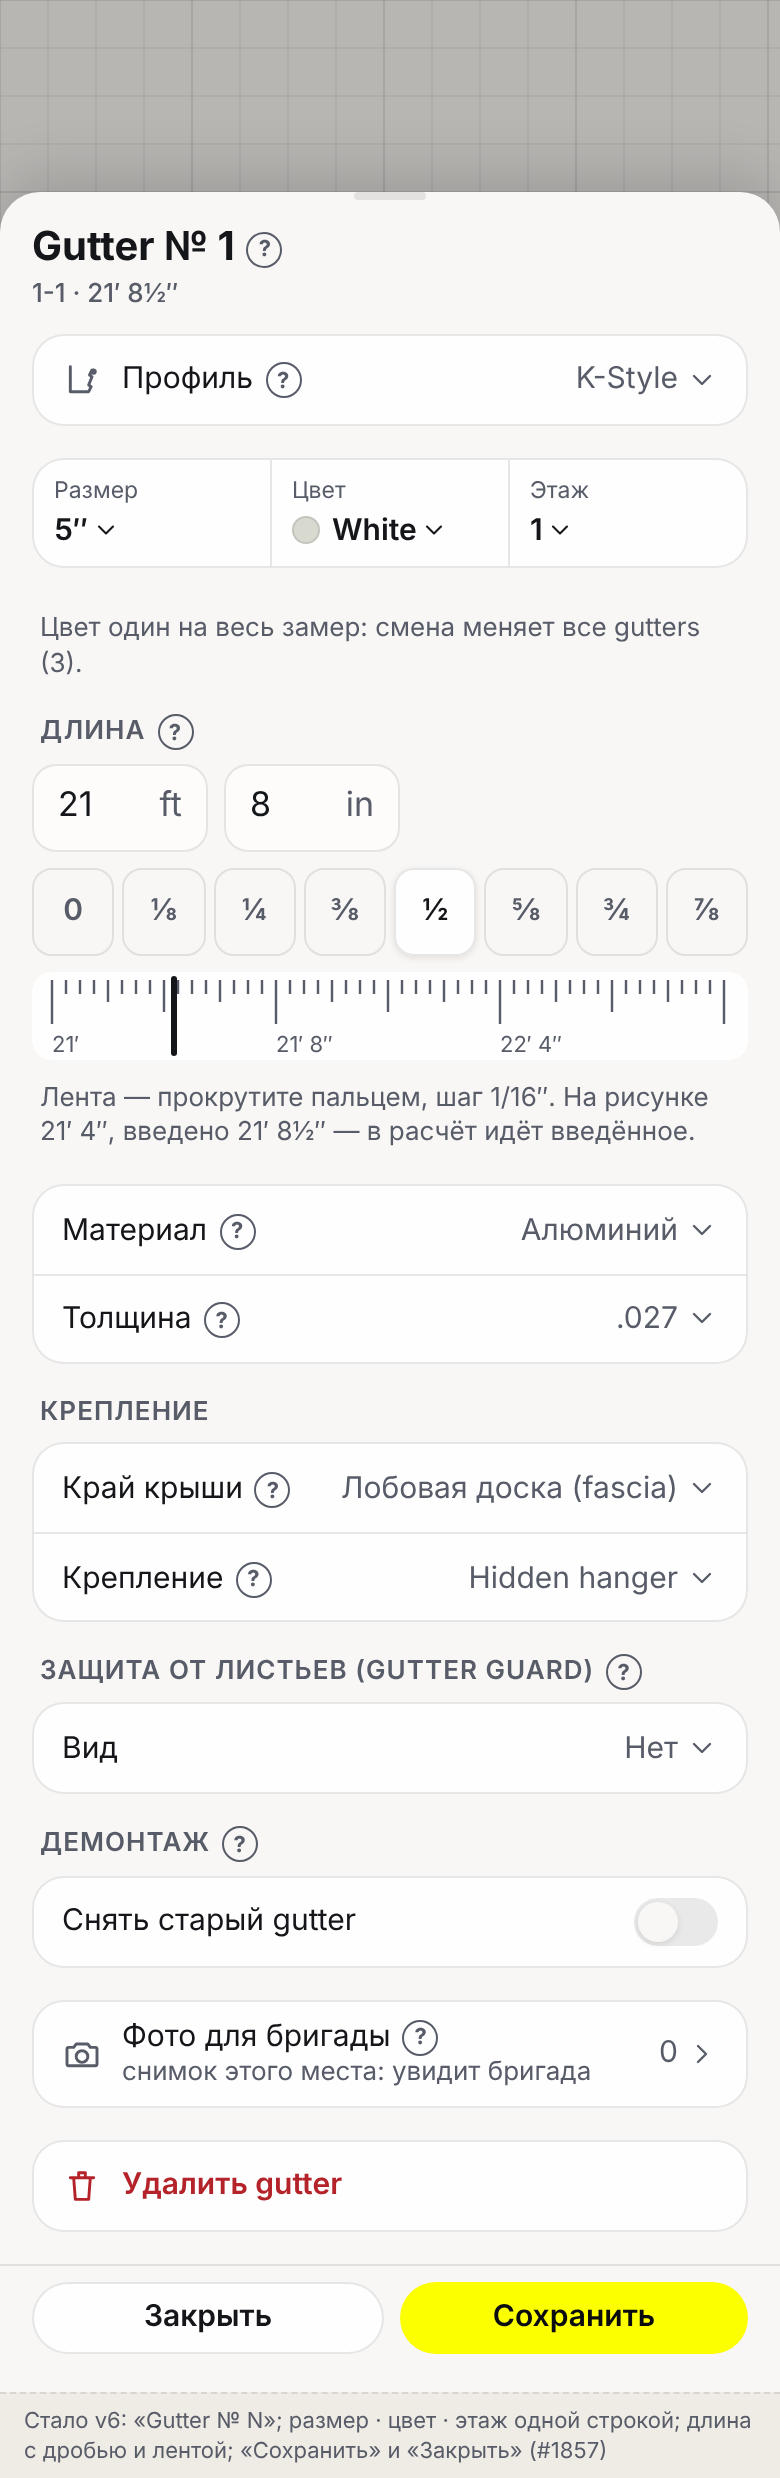 Gutter № 1 ?
1-1 · 21′ 8½″
Профиль ? K-Style
Размер Цвет Этаж
5″ White 1
Цвет один на весь замер: смена меняет все gutters
(3).
ДЛИНА ?
21 ft 8 in
0 ⅛ ¼ ⅜ ½ ⅝ ¾ ⅞
21′ 21′ 8″ 22′ 4″
Лента — прокрутите пальцем, шаг 1/16″. На рисунке
21′ 4″, введено 21′ 8½″ — в расчёт идёт введённое.
Материал ? Алюминий
Толщина ? .027
КРЕПЛЕНИЕ
Край крыши ? Лобовая доска (fascia)
Крепление ? Hidden hanger
ЗАЩИТА ОТ ЛИСТЬЕВ (GUTTER GUARD) ?
Вид Нет
ДЕМОНТАЖ ?
Снять старый gutter
Фото для бригады ? 0
снимок этого места: увидит бригада
Удалить gutter
Закрыть Сохранить
Стало v6: «Gutter № N»; размер · цвет · этаж одной строкой; длина
с дробью и лентой; «Сохранить» и «Закрыть» (#1857)